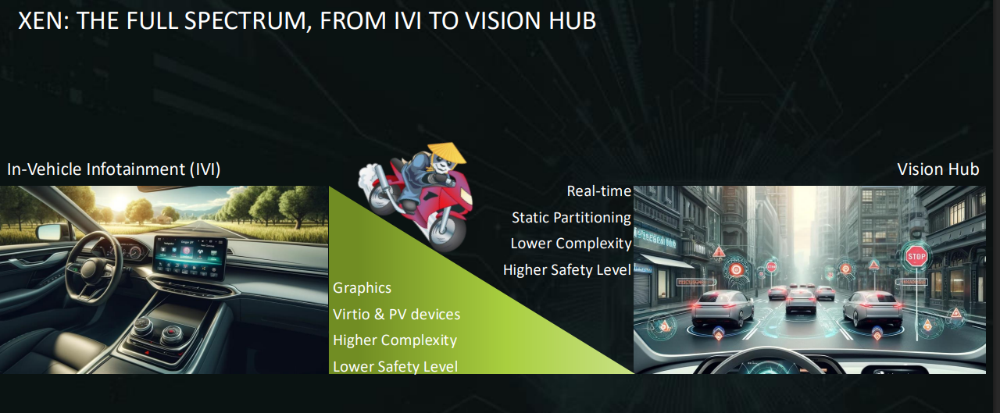 XEN: THE FULL SPECTRUM, FROM IVI TO VISION HUB
In-Vehicle Infotainment (IVI)
Vision Hub
Real-time
Static Partitioning
Lower Complexity
Higher Safety Level
Graphics
Virtio & PV devices
Higher Complexity
Lower Safety Level
STOP